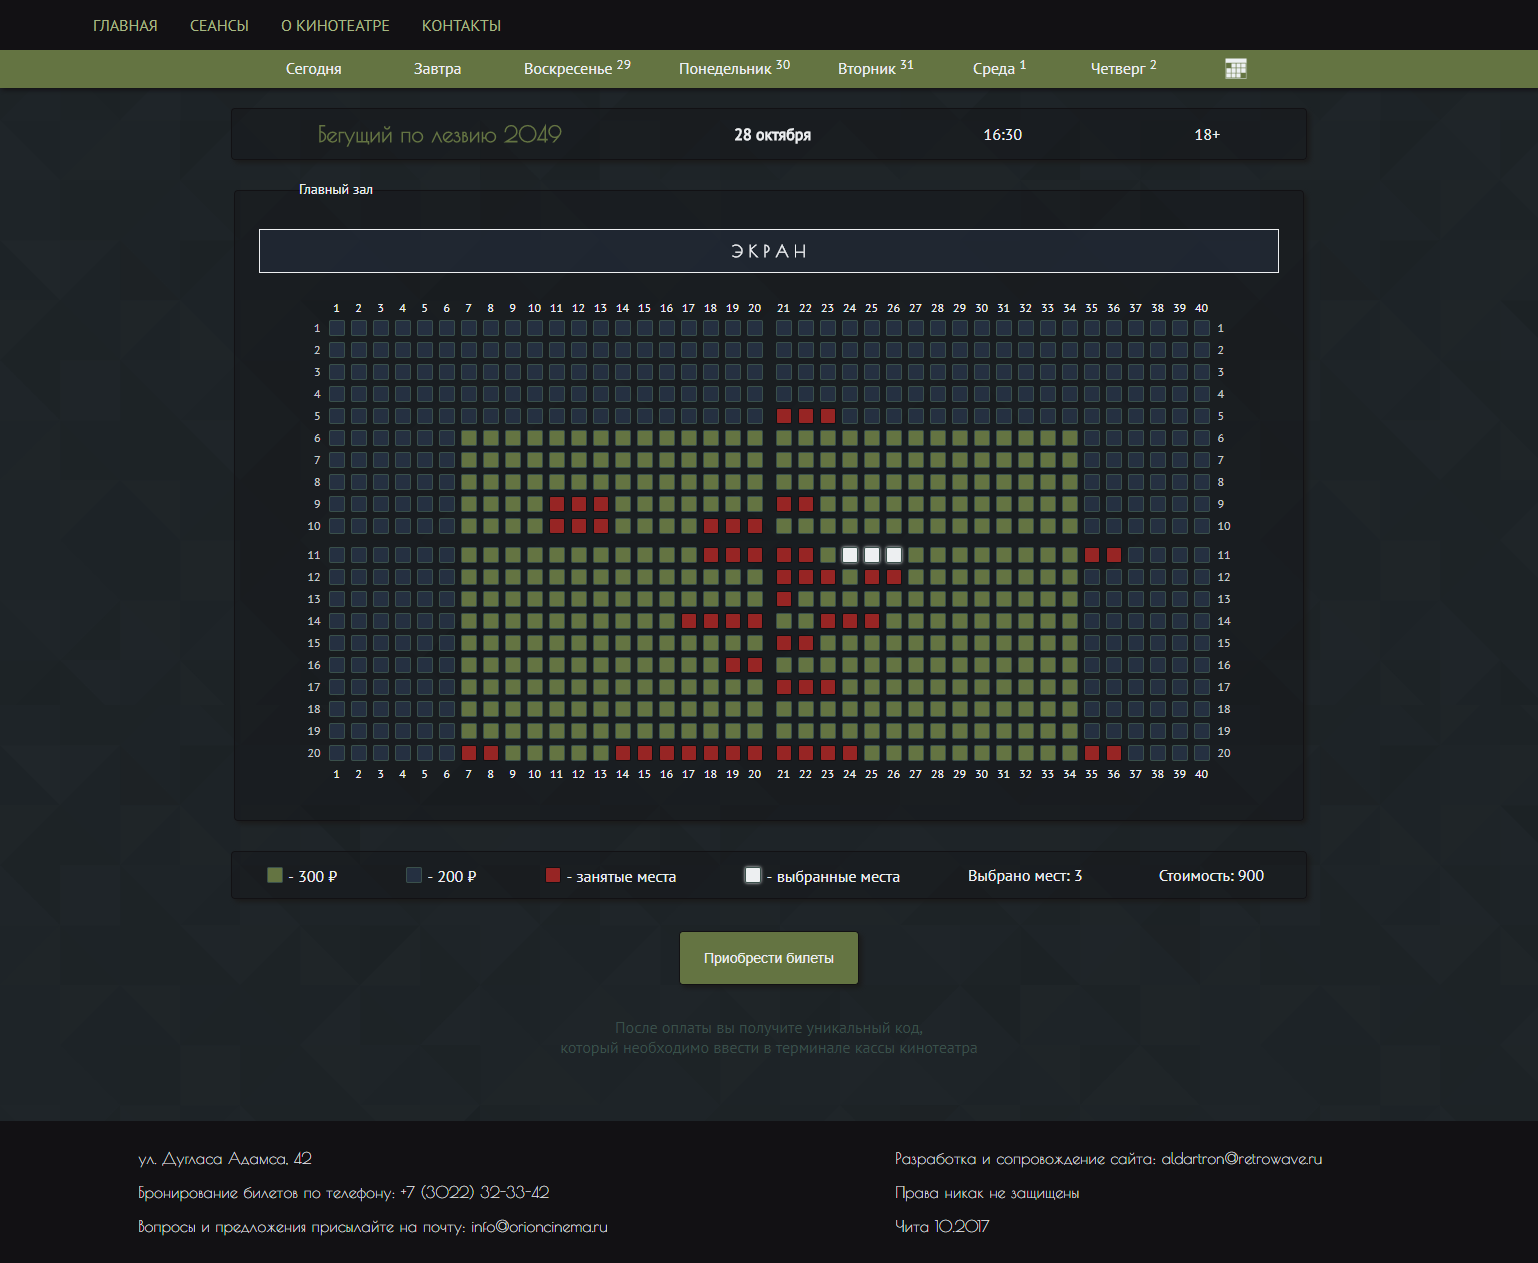 ГЛАВНАЯ СЕАНСЫ О КИНОТЕАТРЕ КОНТАКТЫ
Сегодня Завтра Воскресенье 29 Понедельник 30 Вторник 31 Среда 1 Четверг 2
Бегущий по лезвию 2049 28 октября 16:30 18+
Главный зал
ЭКРАН
1 2 3 4 5 6 7 8 9 10 11 12 13 14 15 16 17 18 19 20 21 22 23 24 25 26 27 28 29 30 31 32 33 34 35 36 37 38 39 40
1 1
2 2
3 3
4 4
5 5
6 6
7 7
8 8
9 9
10 10
11 11
12 12
13 13
14 14
15 15
16 16
17 17
18 18
19 19
20 20
1 2 3 4 5 6 7 8 9 10 11 12 13 14 15 16 17 18 19 20 21 22 23 24 25 26 27 28 29 30 31 32 33 34 35 36 37 38 39 40
- 300 ₽ - 200 ₽ - занятые места - выбранные места Выбрано мест: 3 Стоимость: 900
Приобрести билеты
После оплаты вы получите уникальный код,
который необходимо ввести в терминале кассы кинотеатра
ул. Дугласа Адамса, 42
Бронирование билетов по телефону: +7 (3022) 32-33-42
Вопросы и предложения присылайте на почту: info@orioncinema.ru
Разработка и сопровождение сайта: aldartron@retrowave.ru
Права никак не защищены
Чита 10.2017